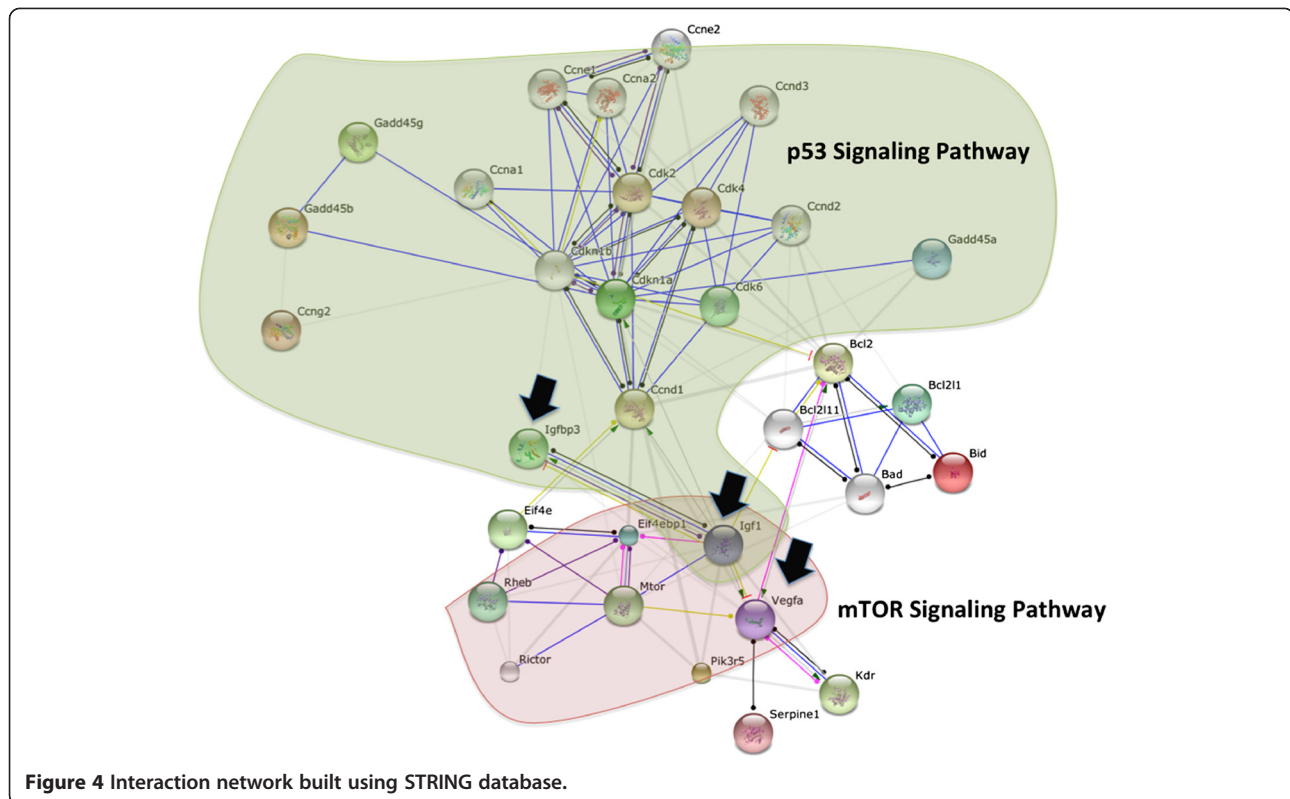 Ccne2
Ccne1
Ccna2
Ccnd3
Gadd45g
p53 Signaling Pathway
Ccna1
Cdk2
Cdk4
Gadd45b
Ccnd2
Gadd45a
Cdkn1b
Cdkn1a
Cdk6
Ccng2
Bcl2
Bcl2l1
Ccnd1
Bcl2l11
Igfbp3
Bid
Bad
Eif4e
Eif4ebp1
Igf1
Rheb
Mtor
Vegfa
mTOR Signaling Pathway
Rictor
Pik3r5
Kdr
Serpine1
Figure 4 Interaction network built using STRING database.